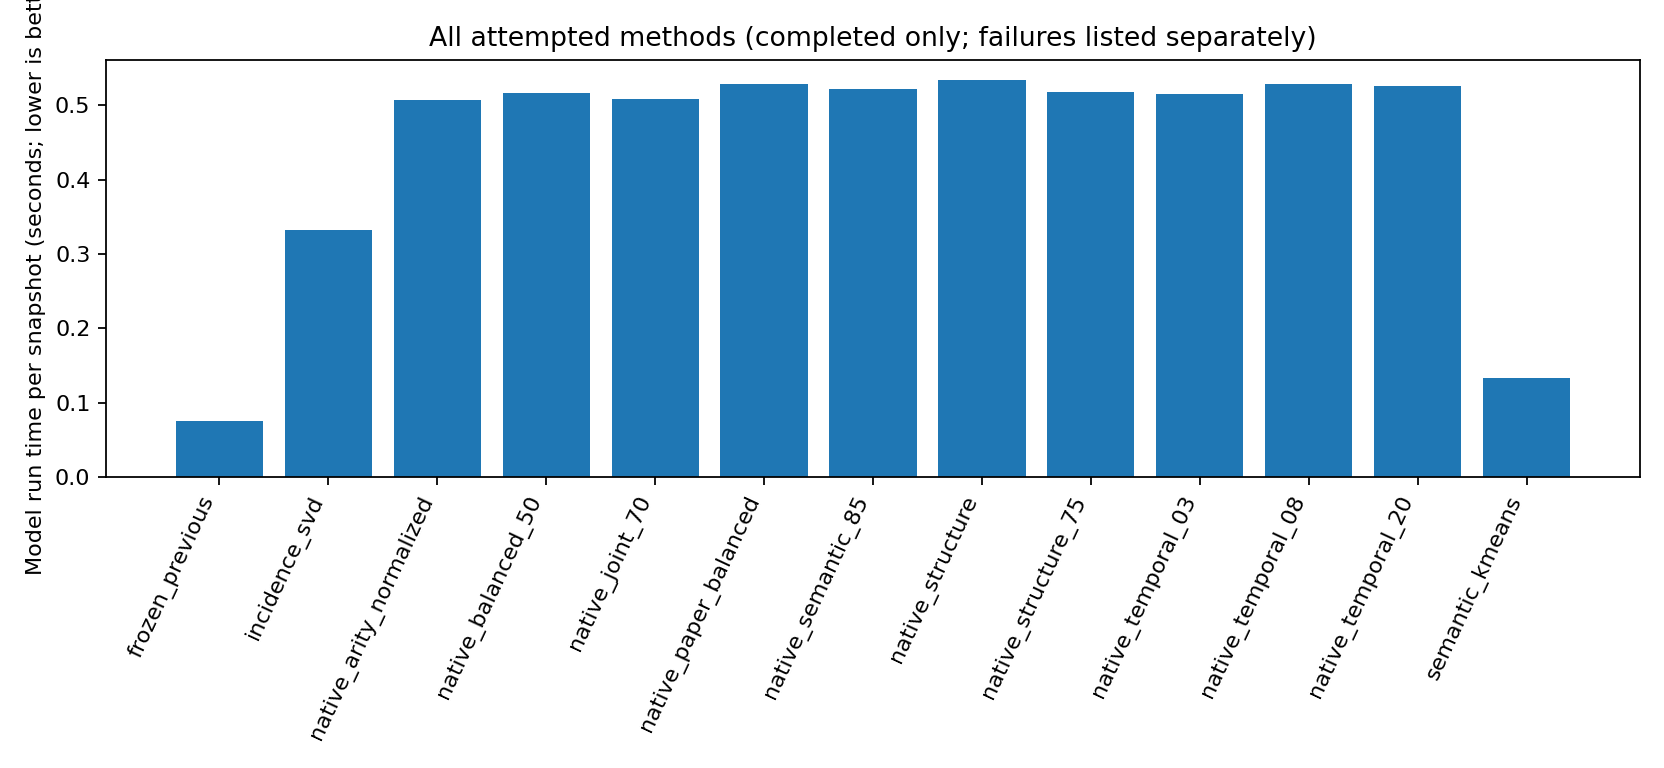 All attempted methods (completed only; failures listed separately)
Model run time per snapshot (seconds; lower is bett
0.5
0.4
0.3
0.2
0.1
0.0
frozen_previous
incidence_svd
native_arity_normalized
native_balanced_50
native_joint_70
native_paper_balanced
native_semantic_85
native_structure
native_structure_75
native_temporal_03
native_temporal_08
native_temporal_20
semantic_kmeans